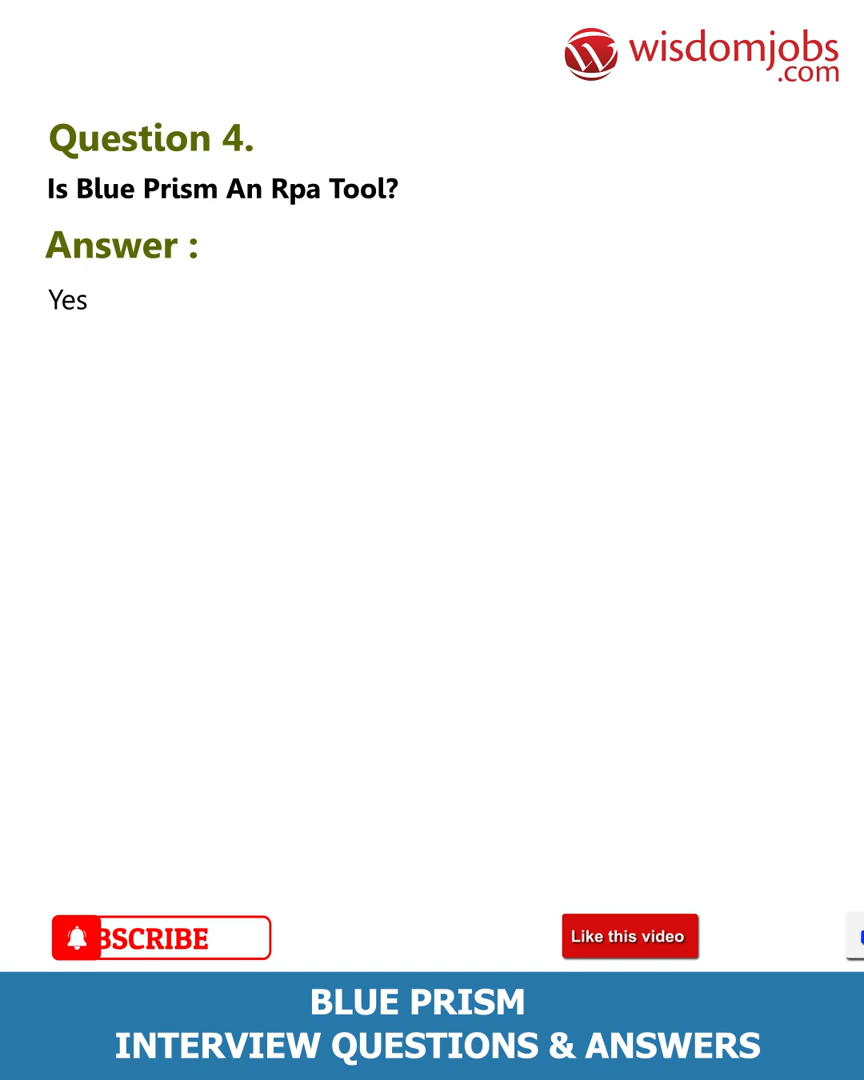 wisdomjobs
.com
Question 4.
Is Blue Prism An Rpa Tool?
Answer :
Yes
BSCRIBE
Like this video
BLUE PRISM
INTERVIEW QUESTIONS & ANSWERS